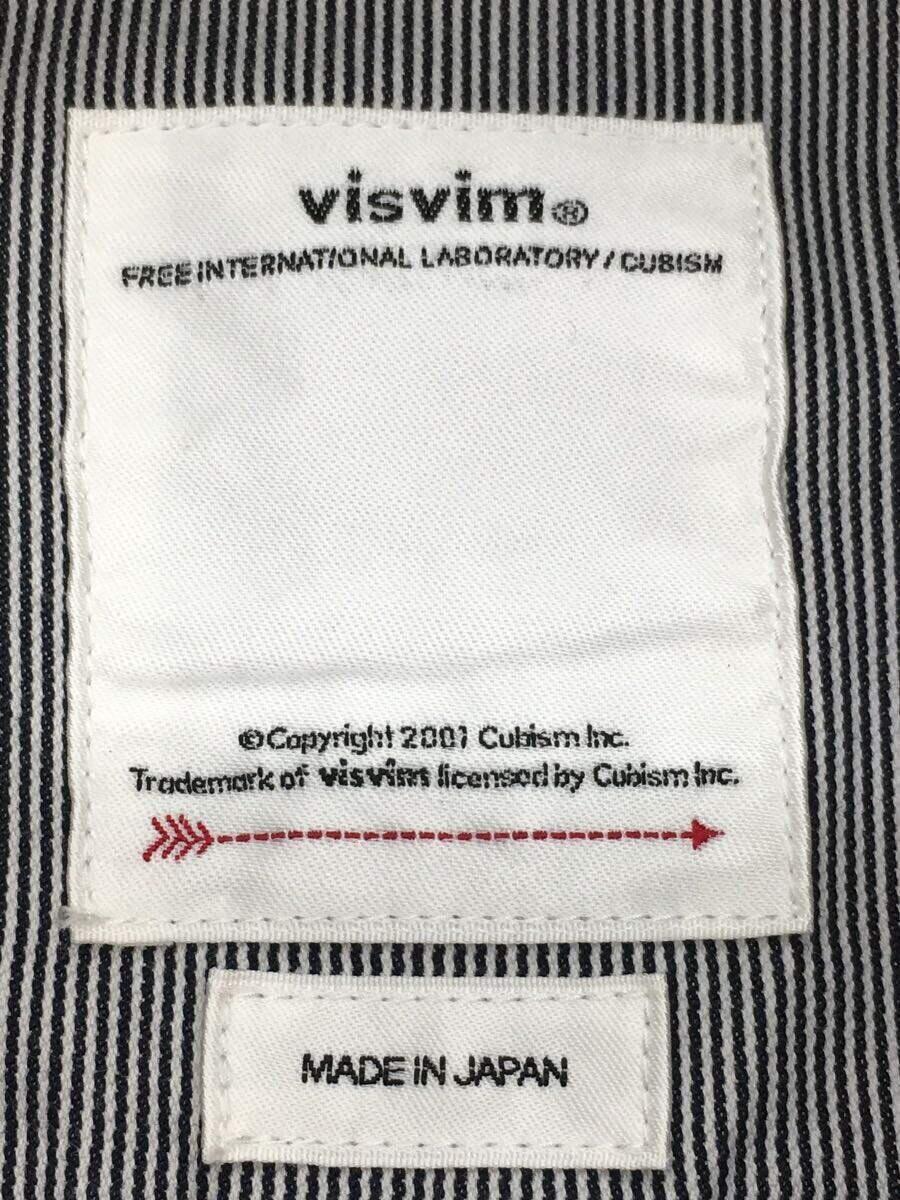 visvim®
FREE INTERNATIONAL LABORATORY / CUBISM
©Copyright 2001 Cubism Inc.
Trademark of visvim licensed by Cubism Inc.
MADE IN JAPAN